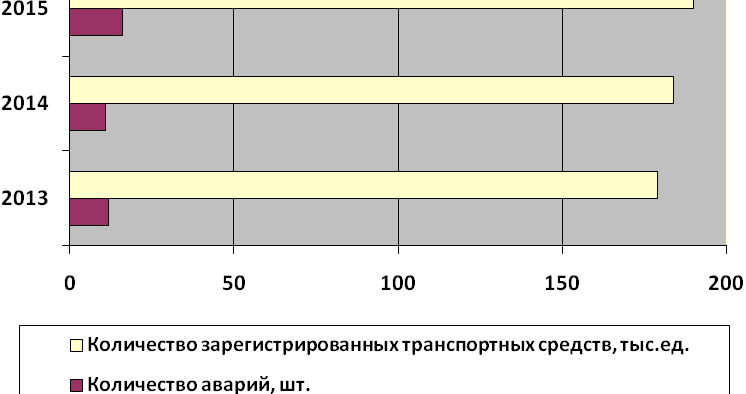 2015
2014
2013
0 50 100 150 200
Количество зарегистрированных транспортных средств, тыс.ед.
Количество аварий, шт.